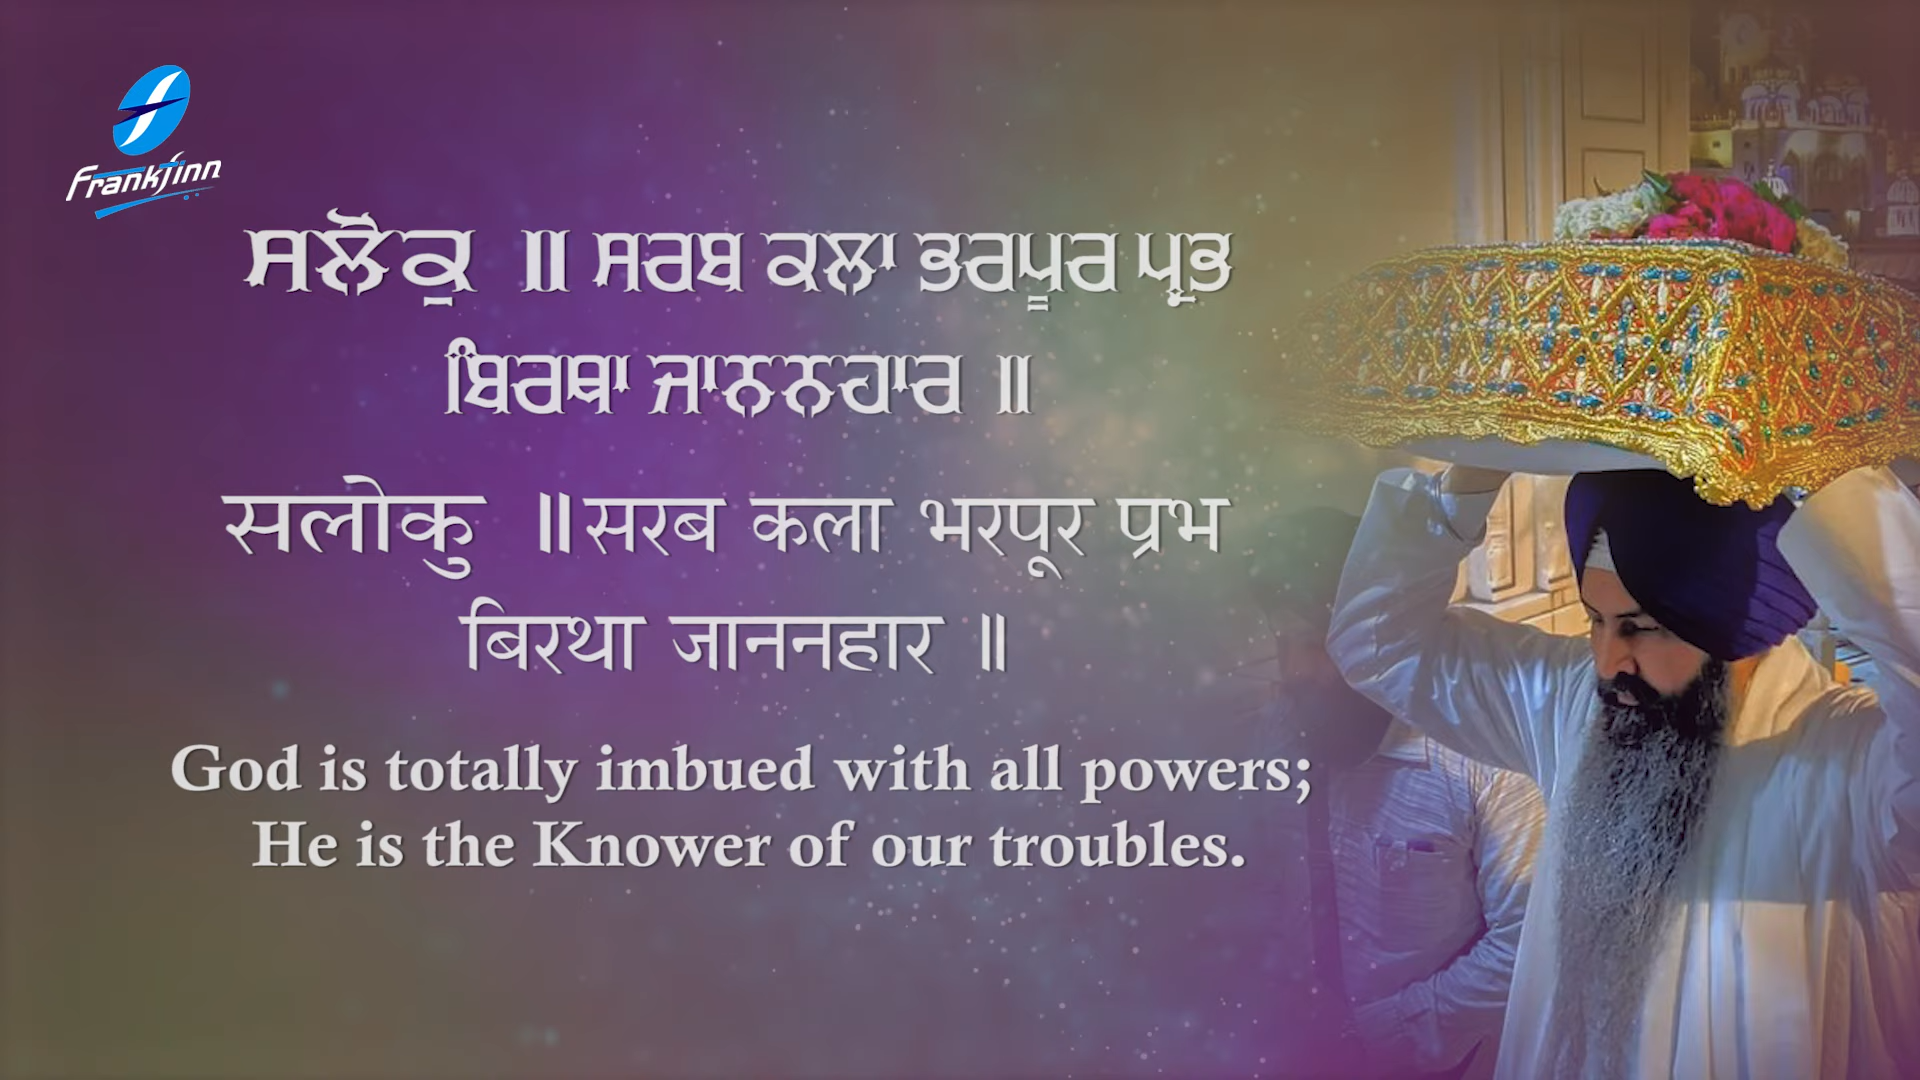 Frankfinn
ਸਲੋਕੁ ॥ ਸਰਬ ਕਲਾ ਭਰਪੂਰ ਪ੍ਰਭ
ਬਿਰਥਾ ਜਾਨਨਹਾਰ ॥
सलोकु ॥सरब कला भरपूर प्रभ
बिरथा जाननहार ॥
God is totally imbued with all powers;
He is the Knower of our troubles.